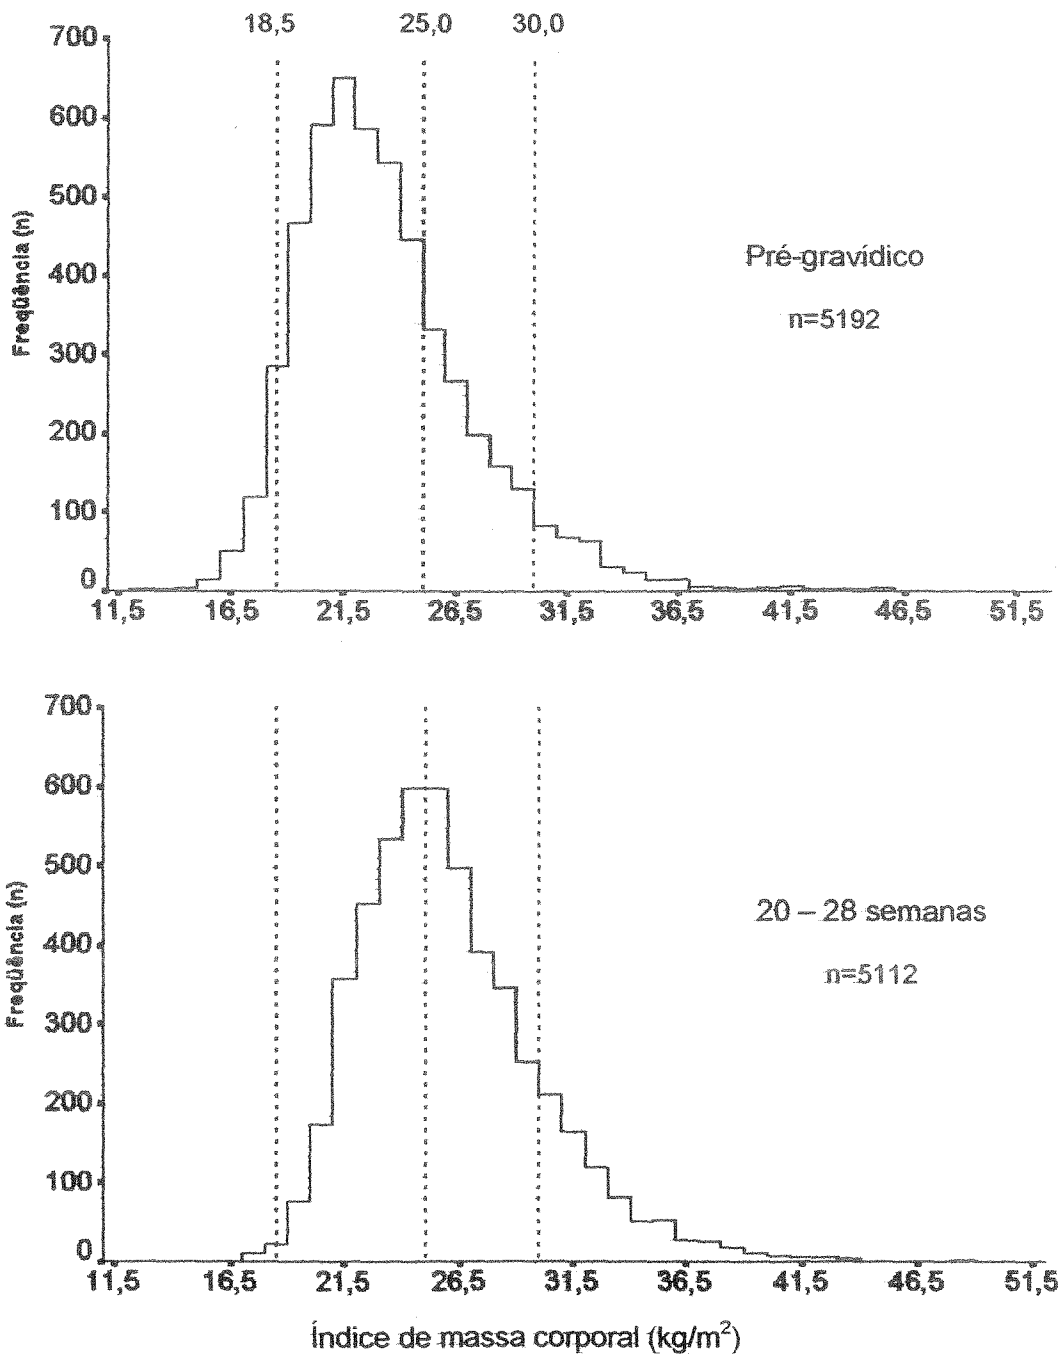 18,5 25,0 30,0
700
600
500
400
300
200
100
0
Freqüência (n)
Pré-gravídico
n=5192
11,5 16,5 21,5 26,5 31,5 36,5 41,5 46,5 51,5
700
600
500
400
300
200
100
0
Freqüência (n)
20 – 28 semanas
n=5112
11,5 16,5 21,5 26,5 31,5 36,5 41,5 46,5 51,5
Índice de massa corporal (kg/m²)